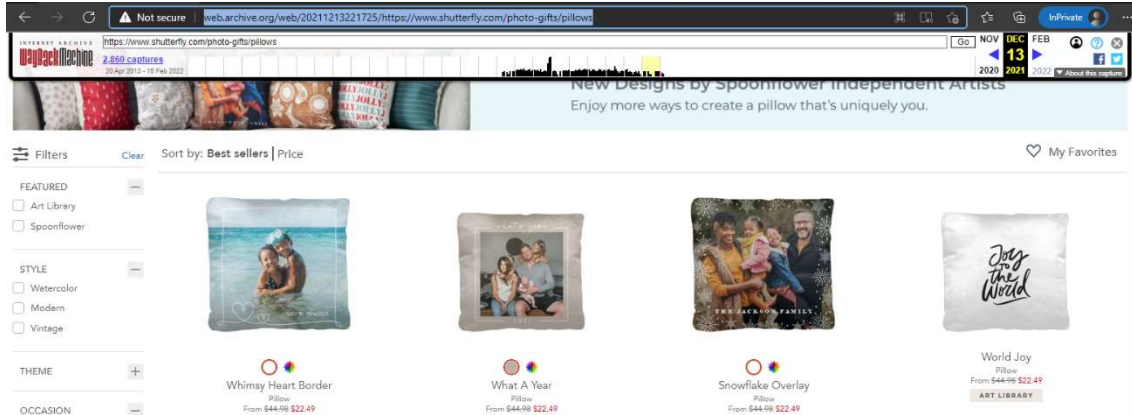 Not secure | web.archive.org/web/20211213221725/https://www.shutterfly.com/photo-gifts/pillows
InPrivate
INTERNET ARCHIVE
WayBackMachine
https://www.shutterfly.com/photo-gifts/pillows
Go
NOV DEC FEB
2,860 captures
13
20 Apr 2013 - 16 Feb 2022
2020 2021 2022
About this capture
New Designs by Spoonflower Independent Artists
Enjoy more ways to create a pillow that's uniquely you.
Filters
Clear
Sort by: Best sellers | Price
My Favorites
FEATURED
Art Library
Spoonflower
STYLE
Watercolor
Modern
Vintage
THEME
OCCASION
Joy
to
the
World
THE JACKSON FAMILY
Whimsy Heart Border
Pillow
From $44.98 $22.49
What A Year
Pillow
From $44.98 $22.49
Snowflake Overlay
Pillow
From $44.98 $22.49
World Joy
Pillow
From $44.98 $22.49
ART LIBRARY